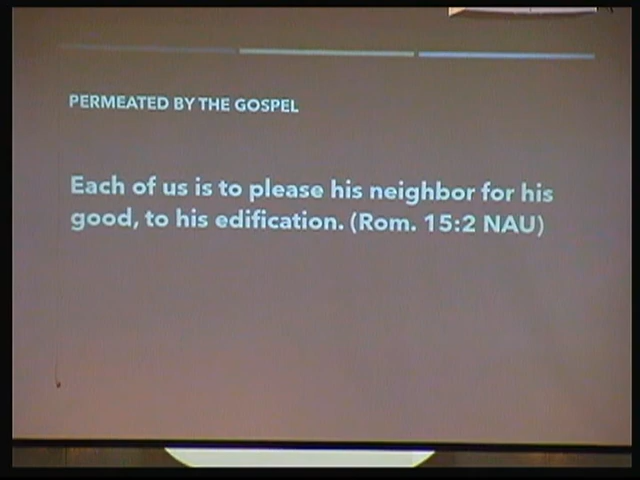 PERMEATED BY THE GOSPEL
Each of us is to please his neighbor for his
good, to his edification. (Rom. 15:2 NAU)